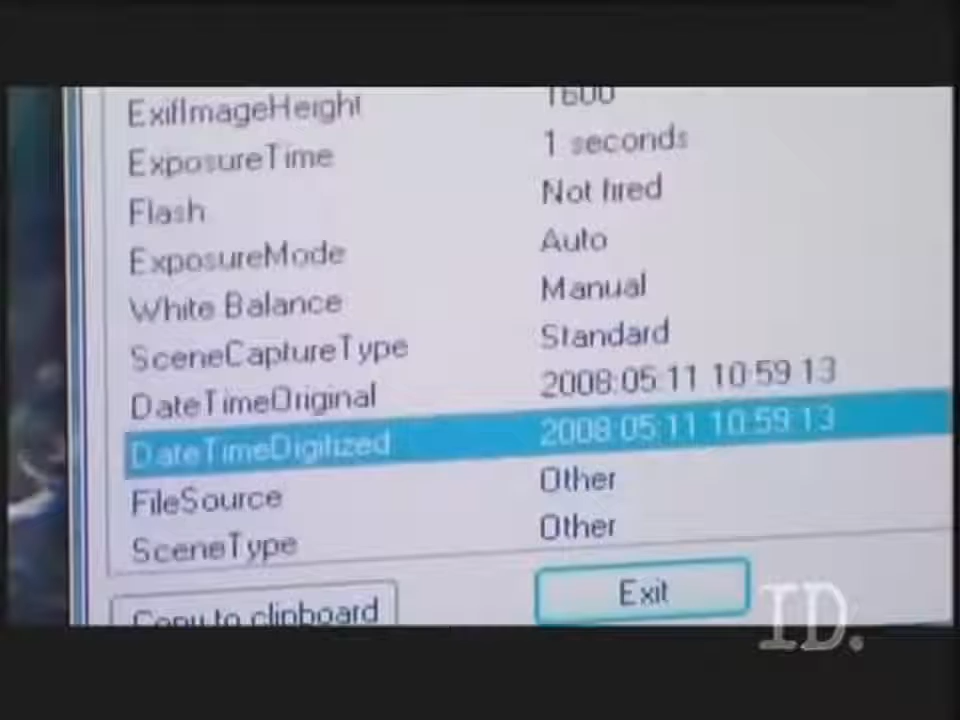 ExifImageHeight 1600
ExposureTime 1 seconds
Flash Not fired
ExposureMode Auto
White Balance Manual
SceneCaptureType Standard
DateTimeOriginal 2008:05:11 10:59:13
DateTimeDigitized 2008:05:11 10:59:13
FileSource Other
SceneType Other
Copy to clipboard Exit
ID.